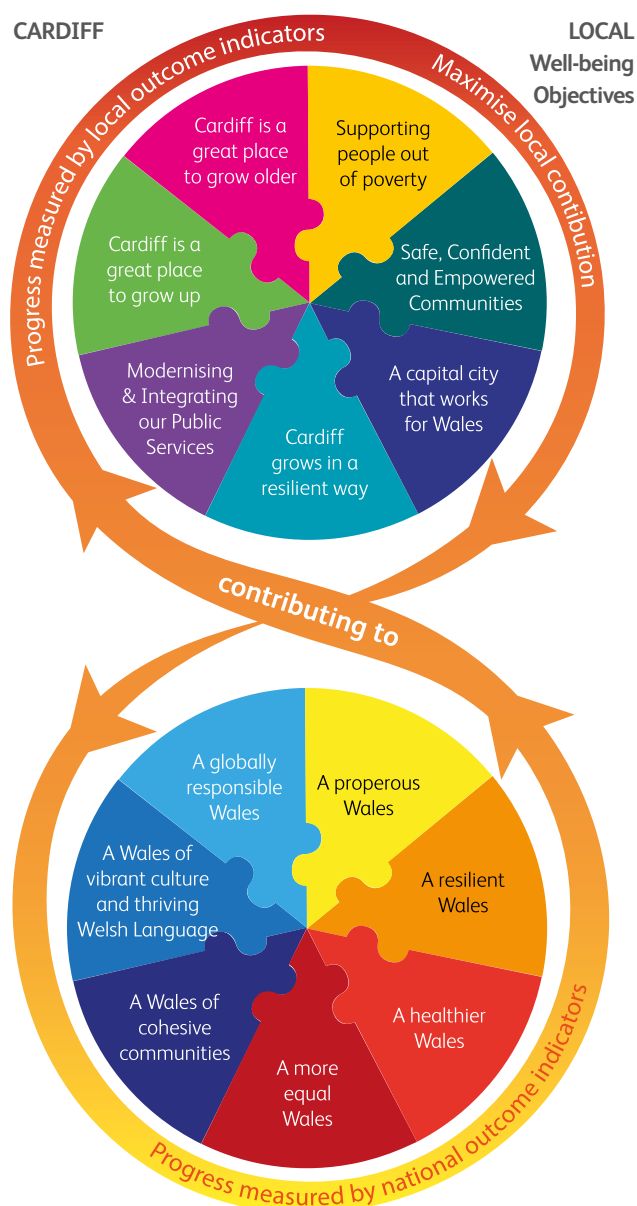 CARDIFF
LOCAL
Well-being
Objectives
Progress measured by local outcome indicators
Maximise local contibution
Cardiff is a
great place
to grow older
Supporting
people out
of poverty
Cardiff is a
great place
to grow up
Safe, Confident
and Empowered
Communities
Modernising
& Integrating
our Public
Services
A capital city
that works
for Wales
Cardiff
grows in a
resilient way
contributing to
A globally
responsible
Wales
A properous
Wales
A Wales of
vibrant culture
and thriving
Welsh Language
A resilient
Wales
A Wales of
cohesive
communities
A healthier
Wales
A more
equal
Wales
Progress measured by national outcome indicators